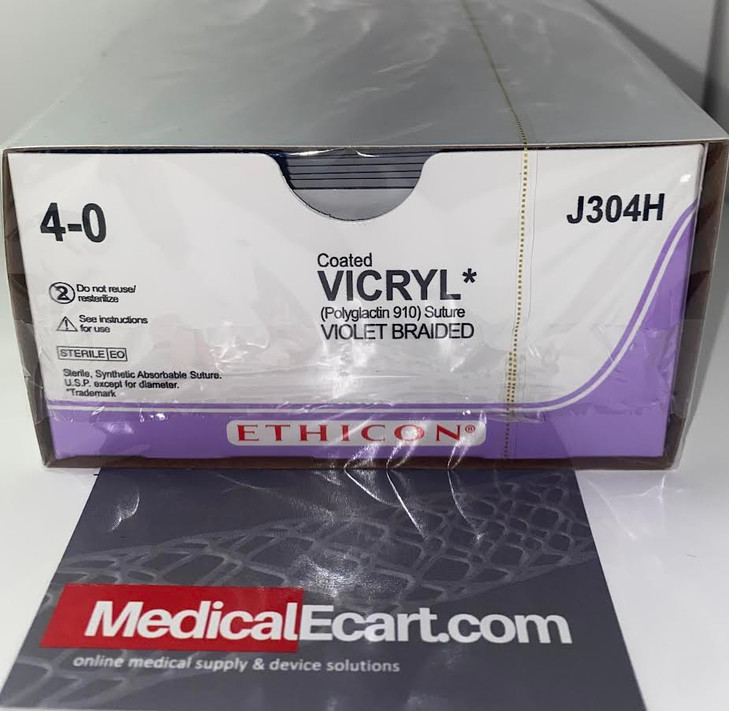 4-0
J304H
Coated
VICRYL*
(Polyglactin 910) Suture
VIOLET BRAIDED
2 Do not reuse/
resterilize
See instructions
for use
STERILE EO
Sterile, Synthetic Absorbable Suture.
U.S.P. except for diameter.
*Trademark
ETHICON®
MedicalEcart.com
online medical supply & device solutions